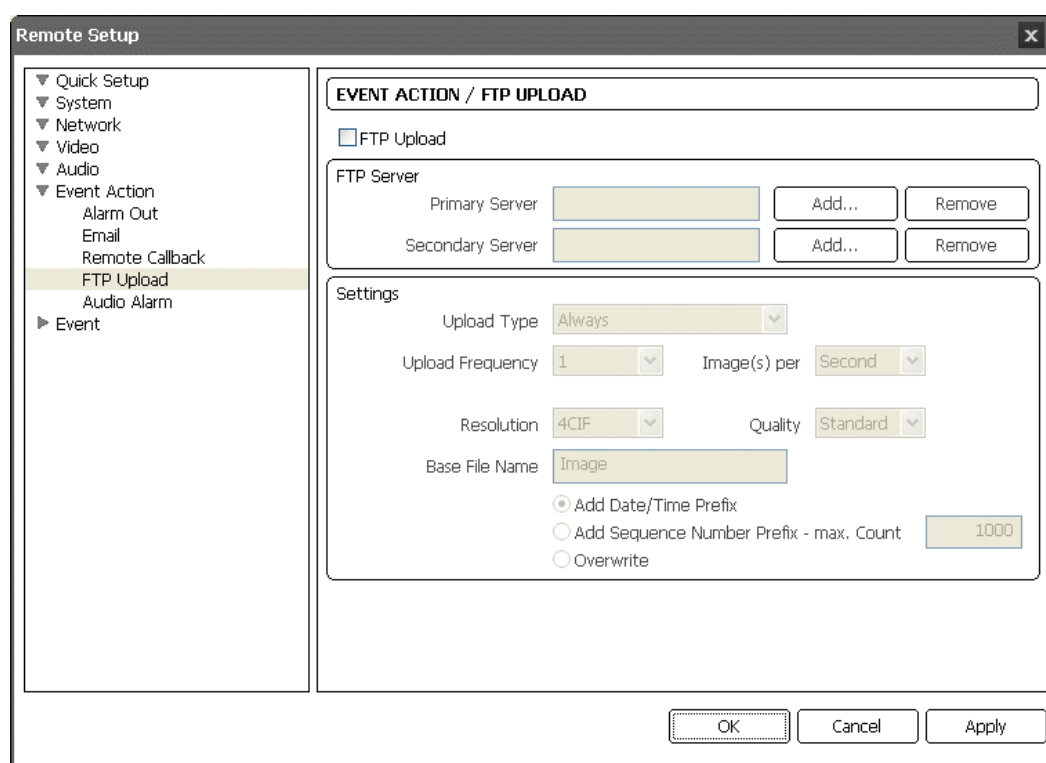 Remote Setup
x
Quick Setup
System
Network
Video
Audio
Event Action
Alarm Out
Email
Remote Callback
FTP Upload
Audio Alarm
Event
EVENT ACTION / FTP UPLOAD
FTP Upload
FTP Server
Primary Server Add... Remove
Secondary Server Add... Remove
Settings
Upload Type Always
Upload Frequency 1 Image(s) per Second
Resolution 4CIF Quality Standard
Base File Name Image
Add Date/Time Prefix
Add Sequence Number Prefix - max. Count 1000
Overwrite
OK Cancel Apply